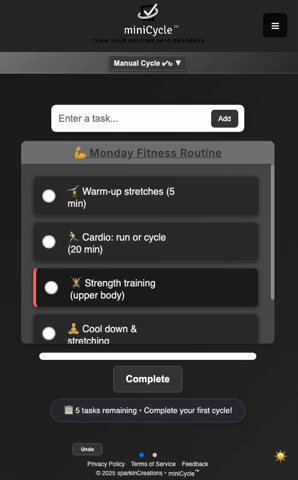 miniCycle™
TURN YOUR ROUTINE INTO PROGRESS
Manual Cycle ✔↻ ▼
Enter a task...
Add
💪 Monday Fitness Routine
🤸 Warm-up stretches (5
min)
🏃 Cardio: run or cycle
(20 min)
🏋 Strength training
(upper body)
🧘 Cool down &
stretching
Complete
📋 5 tasks remaining • Complete your first cycle!
Undo
Privacy Policy Terms of Service Feedback
© 2025 sparkinCreations • miniCycle™